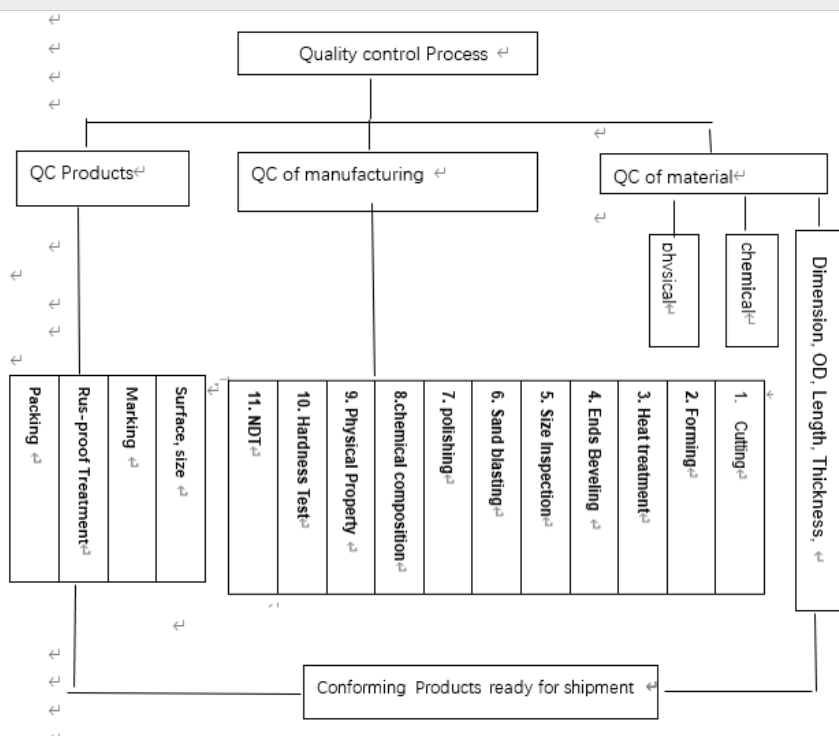 Quality control Process
QC Products
QC of manufacturing
QC of material
physical
chemical
Dimension, OD, Length, Thickness,
Packing
Rus-proof Treatment
Marking
Surface, size
11. NDT
10. Hardness Test
9. Physical Property
8.chemical composition
7. polishing
6. Sand blasting
5. Size Inspection
4. Ends Beveling
3. Heat treatment
2. Forming
1. Cutting
Conforming Products ready for shipment